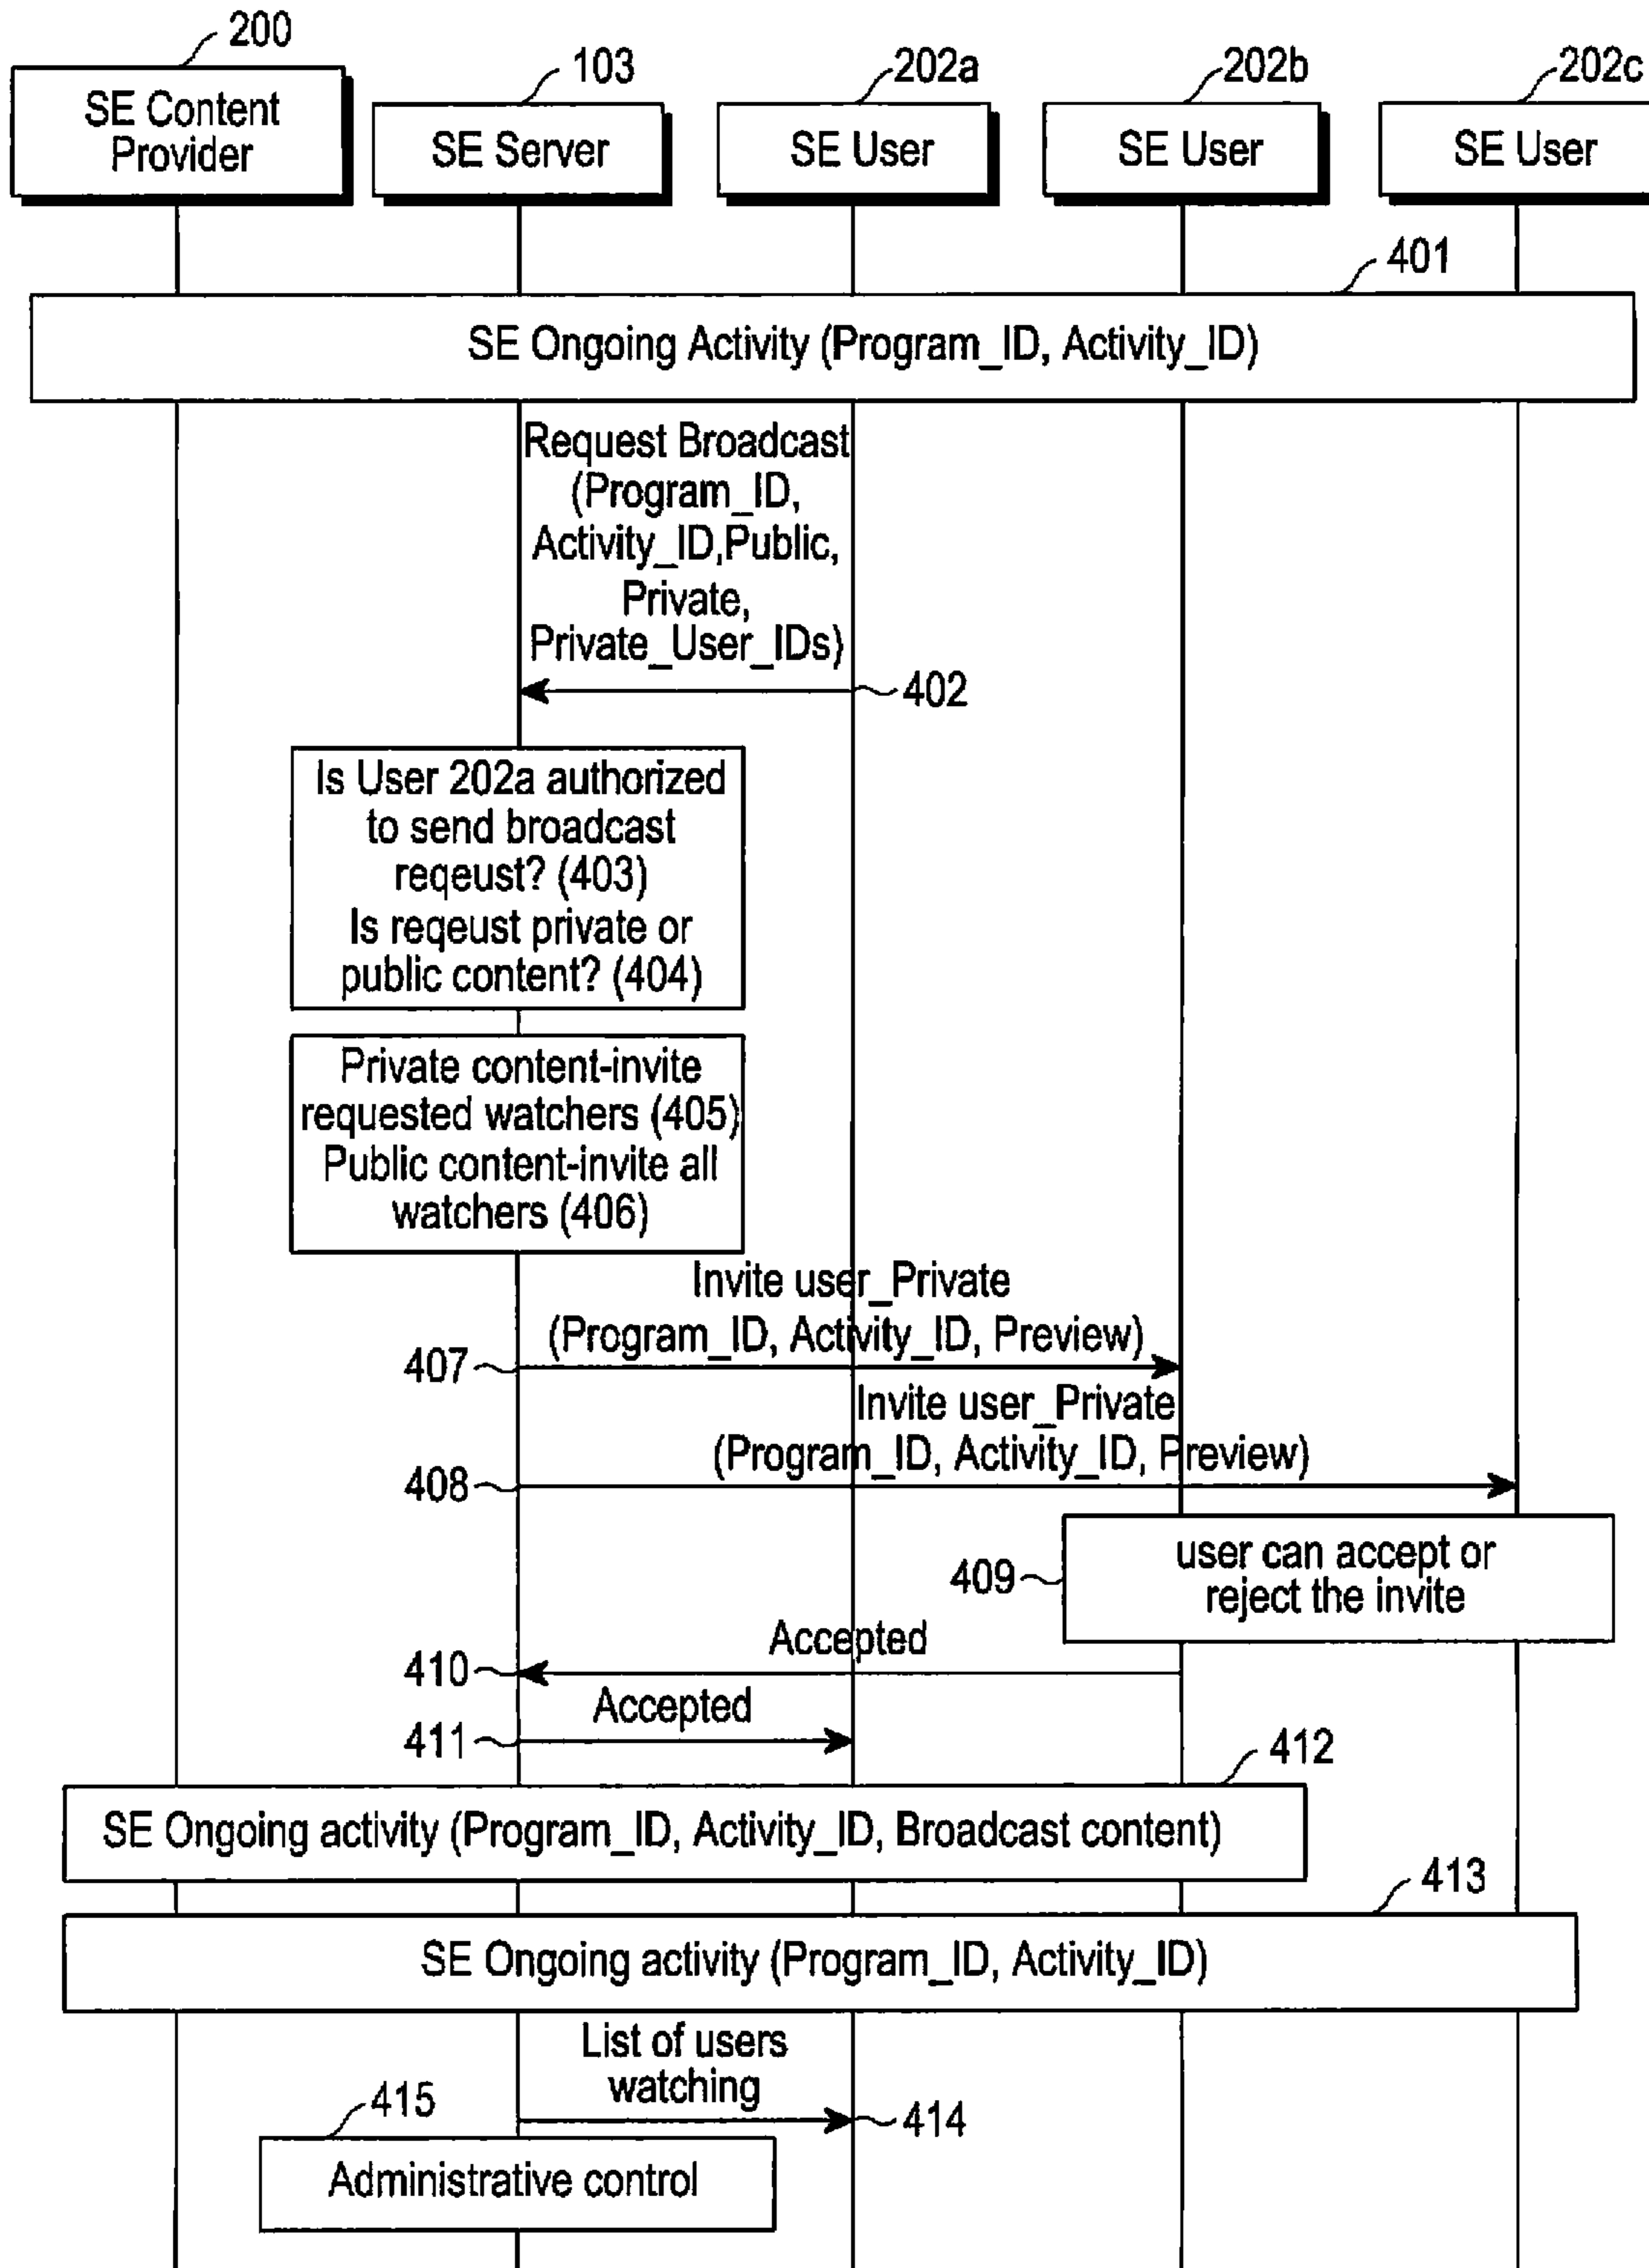 200
103
202a
202b
202c
SE Content
Provider
SE Server
SE User
SE User
SE User
401
SE Ongoing Activity (Program_ID, Activity_ID)
Request Broadcast
(Program_ID,
Activity_ID,Public,
Private,
Private_User_IDs)
402
Is User 202a authorized
to send broadcast
reqeust? (403)
Is reqeust private or
public content? (404)
Private content-invite
requested watchers (405)
Public content-invite all
watchers (406)
Invite user_Private
(Program_ID, Activity_ID, Preview)
407
Invite user_Private
(Program_ID, Activity_ID, Preview)
408
user can accept or
reject the invite
409
Accepted
410
Accepted
411
412
SE Ongoing activity (Program_ID, Activity_ID, Broadcast content)
413
SE Ongoing activity (Program_ID, Activity_ID)
List of users
watching
414
415
Administrative control